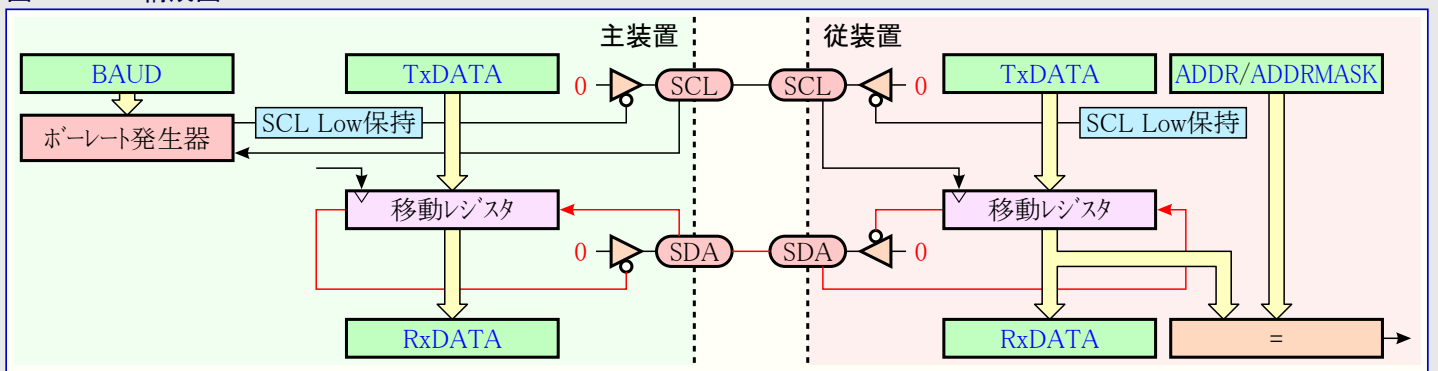 主装置
従装置
BAUD
TxDATA
0
SCL
SCL
0
TxDATA
ADDR/ADDRMASK
ボーレート発生器
SCL Low保持
SCL Low保持
移動レジスタ
移動レジスタ
0
SDA
SDA
0
RxDATA
RxDATA
=